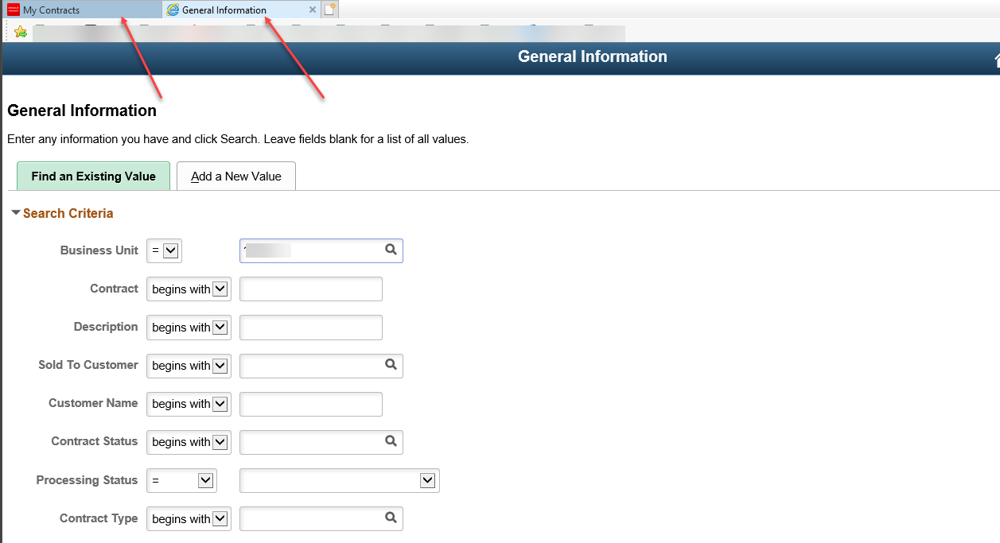 My Contracts General Information
General Information
General Information
Enter any information you have and click Search. Leave fields blank for a list of all values.
Find an Existing Value Add a New Value
Search Criteria
Business Unit =
Contract begins with
Description begins with
Sold To Customer begins with
Customer Name begins with
Contract Status begins with
Processing Status =
Contract Type begins with